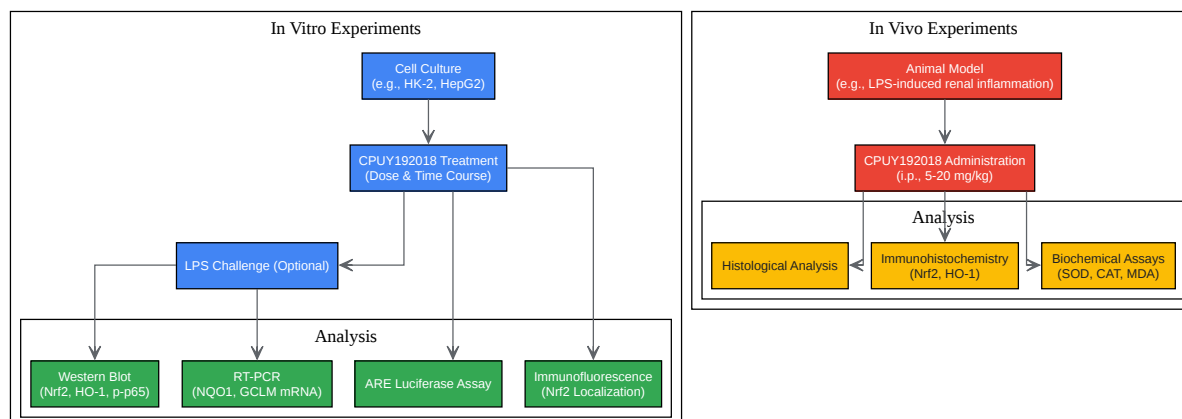 In Vitro Experiments
Cell Culture
(e.g., HK-2, HepG2)
CPUY192018 Treatment
(Dose & Time Course)
LPS Challenge (Optional)
Analysis
Western Blot
(Nrf2, HO-1, p-p65)
RT-PCR
(NQO1, GCLM mRNA)
ARE Luciferase Assay
Immunofluorescence
(Nrf2 Localization)
In Vivo Experiments
Animal Model
(e.g., LPS-induced renal inflammation)
CPUY192018 Administration
(i.p., 5-20 mg/kg)
Analysis
Histological Analysis
Immunohistochemistry
(Nrf2, HO-1)
Biochemical Assays
(SOD, CAT, MDA)